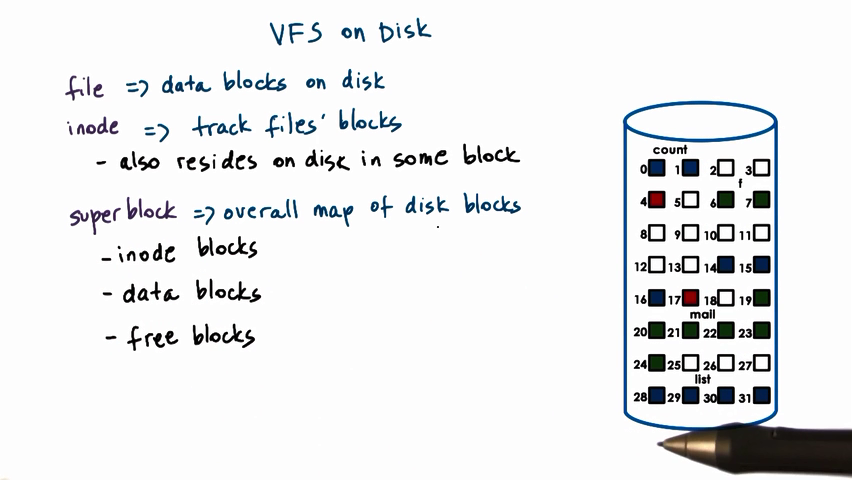 VFS on Disk
file => data blocks on disk
inode => track files' blocks
- also resides on disk in some block
superblock => overall map of disk blocks
- inode blocks
- data blocks
- free blocks
count
0 1 2 3
f
4 5 6 7
8 9 10 11
12 13 14 15
16 17 18 19
mail
20 21 22 23
24 25 26 27
list
28 29 30 31